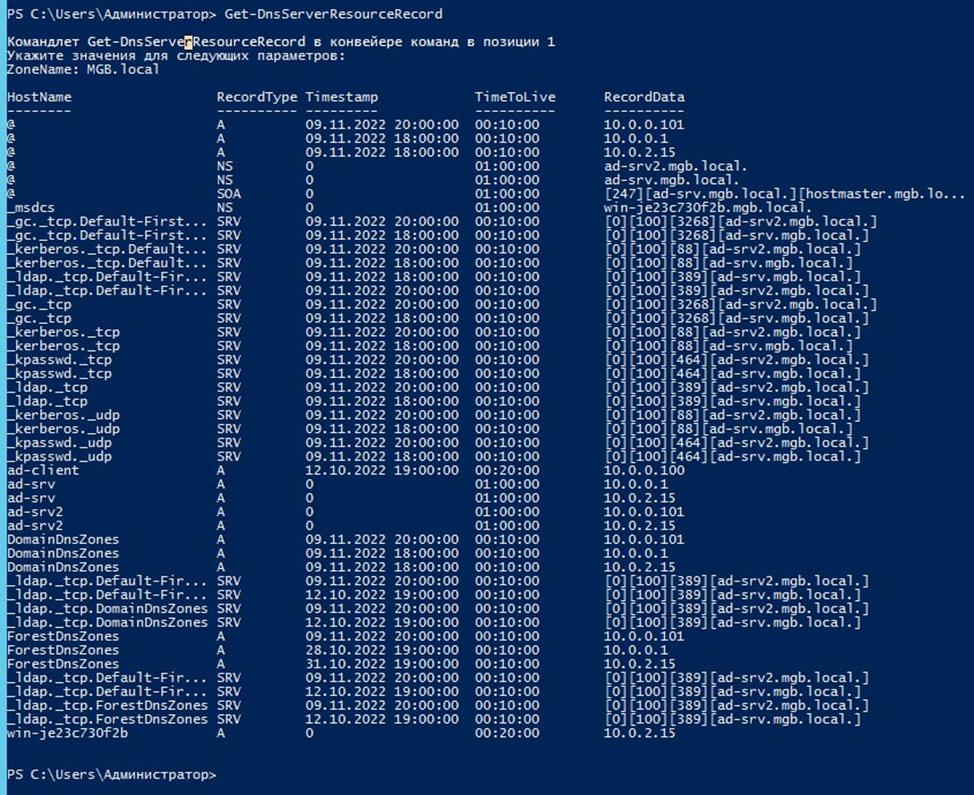 PS C:\Users\Администратор> Get-DnsServerResourceRecord
Командлет Get-DnsServerResourceRecord в конвейере команд в позиции 1
Укажите значения для следующих параметров:
ZoneName: MGB.local
HostName RecordType Timestamp TimeToLive RecordData
-------- ---------- --------- ---------- ----------
@ A 09.11.2022 20:00:00 00:10:00 10.0.0.101
@ A 09.11.2022 18:00:00 00:10:00 10.0.0.1
@ A 09.11.2022 18:00:00 00:10:00 10.0.2.15
@ NS 0 01:00:00 ad-srv2.mgb.local.
@ NS 0 01:00:00 ad-srv.mgb.local.
@ SOA 0 01:00:00 [247][ad-srv.mgb.local.][hostmaster.mgb.lo...
_msdcs NS 0 01:00:00 win-je23c730f2b.mgb.local.
_gc._tcp.Default-First... SRV 09.11.2022 20:00:00 00:10:00 [0][100][3268][ad-srv2.mgb.local.]
_gc._tcp.Default-First... SRV 09.11.2022 18:00:00 00:10:00 [0][100][3268][ad-srv.mgb.local.]
_kerberos._tcp.Default... SRV 09.11.2022 20:00:00 00:10:00 [0][100][88][ad-srv2.mgb.local.]
_kerberos._tcp.Default... SRV 09.11.2022 18:00:00 00:10:00 [0][100][88][ad-srv.mgb.local.]
_ldap._tcp.Default-Fir... SRV 09.11.2022 18:00:00 00:10:00 [0][100][389][ad-srv.mgb.local.]
_ldap._tcp.Default-Fir... SRV 09.11.2022 20:00:00 00:10:00 [0][100][389][ad-srv2.mgb.local.]
_gc._tcp SRV 09.11.2022 20:00:00 00:10:00 [0][100][3268][ad-srv2.mgb.local.]
_gc._tcp SRV 09.11.2022 18:00:00 00:10:00 [0][100][3268][ad-srv.mgb.local.]
_kerberos._tcp SRV 09.11.2022 20:00:00 00:10:00 [0][100][88][ad-srv2.mgb.local.]
_kerberos._tcp SRV 09.11.2022 18:00:00 00:10:00 [0][100][88][ad-srv.mgb.local.]
_kpasswd._tcp SRV 09.11.2022 20:00:00 00:10:00 [0][100][464][ad-srv2.mgb.local.]
_kpasswd._tcp SRV 09.11.2022 18:00:00 00:10:00 [0][100][464][ad-srv.mgb.local.]
_ldap._tcp SRV 09.11.2022 20:00:00 00:10:00 [0][100][389][ad-srv2.mgb.local.]
_ldap._tcp SRV 09.11.2022 18:00:00 00:10:00 [0][100][389][ad-srv.mgb.local.]
_kerberos._udp SRV 09.11.2022 20:00:00 00:10:00 [0][100][88][ad-srv2.mgb.local.]
_kerberos._udp SRV 09.11.2022 18:00:00 00:10:00 [0][100][88][ad-srv.mgb.local.]
_kpasswd._udp SRV 09.11.2022 20:00:00 00:10:00 [0][100][464][ad-srv2.mgb.local.]
_kpasswd._udp SRV 09.11.2022 18:00:00 00:10:00 [0][100][464][ad-srv.mgb.local.]
ad-client A 12.10.2022 19:00:00 00:20:00 10.0.0.100
ad-srv A 0 01:00:00 10.0.0.1
ad-srv A 0 01:00:00 10.0.2.15
ad-srv2 A 0 01:00:00 10.0.0.101
ad-srv2 A 0 01:00:00 10.0.2.15
DomainDnsZones A 09.11.2022 20:00:00 00:10:00 10.0.0.101
DomainDnsZones A 09.11.2022 18:00:00 00:10:00 10.0.0.1
DomainDnsZones A 09.11.2022 18:00:00 00:10:00 10.0.2.15
_ldap._tcp.Default-Fir... SRV 09.11.2022 20:00:00 00:10:00 [0][100][389][ad-srv2.mgb.local.]
_ldap._tcp.Default-Fir... SRV 12.10.2022 19:00:00 00:10:00 [0][100][389][ad-srv.mgb.local.]
_ldap._tcp.DomainDnsZones SRV 09.11.2022 20:00:00 00:10:00 [0][100][389][ad-srv2.mgb.local.]
_ldap._tcp.DomainDnsZones SRV 12.10.2022 19:00:00 00:10:00 [0][100][389][ad-srv.mgb.local.]
ForestDnsZones A 09.11.2022 20:00:00 00:10:00 10.0.0.101
ForestDnsZones A 28.10.2022 19:00:00 00:10:00 10.0.0.1
ForestDnsZones A 31.10.2022 19:00:00 00:10:00 10.0.2.15
_ldap._tcp.Default-Fir... SRV 09.11.2022 20:00:00 00:10:00 [0][100][389][ad-srv2.mgb.local.]
_ldap._tcp.Default-Fir... SRV 12.10.2022 19:00:00 00:10:00 [0][100][389][ad-srv.mgb.local.]
_ldap._tcp.ForestDnsZones SRV 09.11.2022 20:00:00 00:10:00 [0][100][389][ad-srv2.mgb.local.]
_ldap._tcp.ForestDnsZones SRV 12.10.2022 19:00:00 00:10:00 [0][100][389][ad-srv.mgb.local.]
win-je23c730f2b A 0 00:20:00 10.0.2.15
PS C:\Users\Администратор>